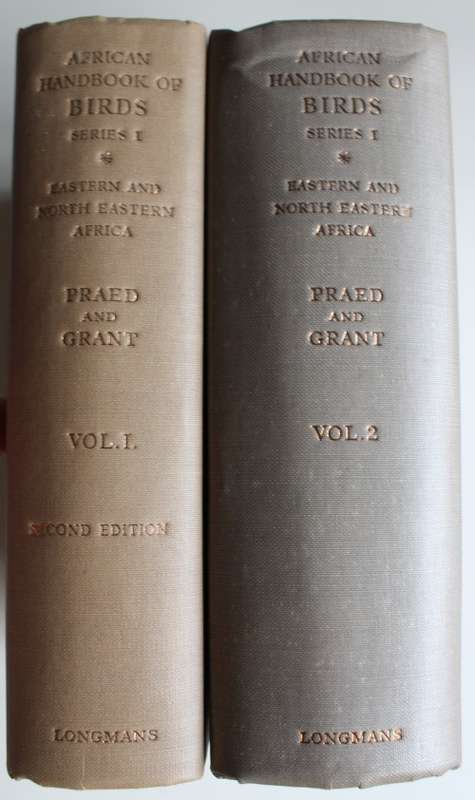 AFRICAN
HANDBOOK OF
BIRDS
SERIES I
*
EASTERN AND
NORTH EASTERN
AFRICA
PRAED
AND
GRANT
VOL.I.
SECOND EDITION
LONGMANS
AFRICAN
HANDBOOK OF
BIRDS
SERIES I
*
EASTERN AND
NORTH EASTERN
AFRICA
PRAED
AND
GRANT
VOL.2
LONGMANS